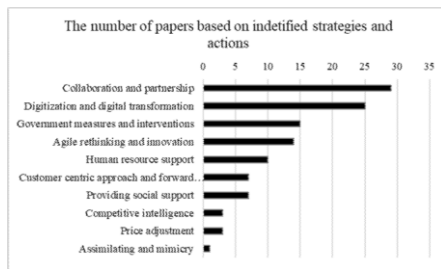 The number of papers based on indetified strategies and
actions
0 5 10 15 20 25 30 35
Collaboration and partnership
Digitization and digital transformation
Government measures and interventions
Agile rethinking and innovation
Human resource support
Customer centric approach and forward…
Providing social support
Competitive intelligence
Price adjustment
Assimilating and mimicry